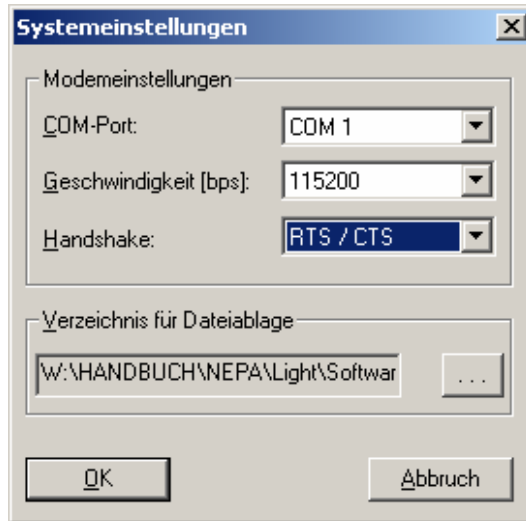 Systemeinstellungen
Modemeinstellungen
COM-Port: COM 1
Geschwindigkeit [bps]: 115200
Handshake: RTS / CTS
Verzeichnis für Dateiablage
W:\HANDBUCH\NEPA\Light\Softwar ...
OK Abbruch